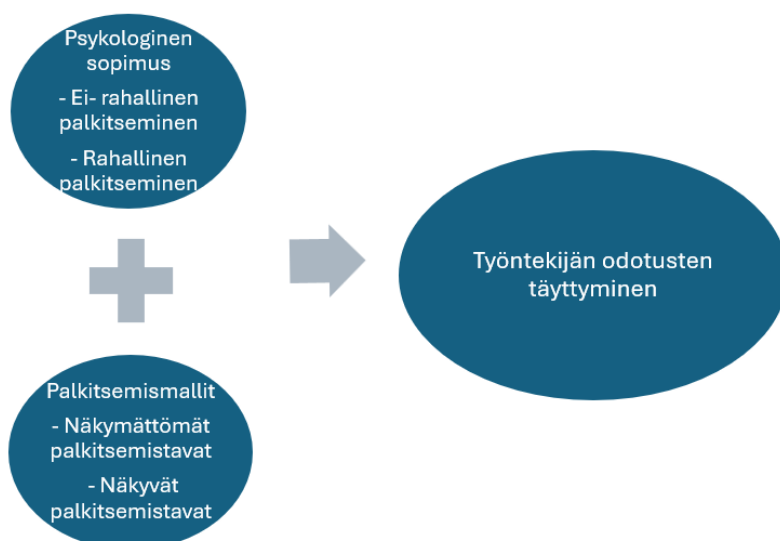 Psykologinen
sopimus
- Ei- rahallinen
palkitseminen
- Rahallinen
palkitseminen
Työntekijän odotusten
täyttyminen
Palkitsemismallit
- Näkymättömät
palkitsemistavat
- Näkyvät
palkitsemistavat